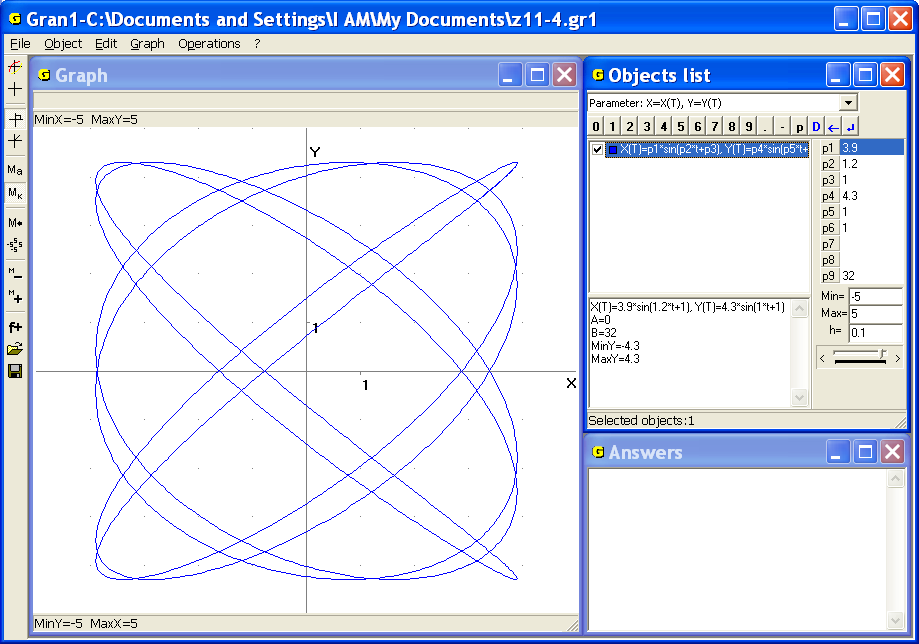 Gran1-C:\Documents and Settings\I AM\My Documents\z11-4.gr1
File Object Edit Graph Operations ?
Graph
MinX=-5 MaxY=5
Y
1
1
X
MinY=-5 MaxX=5
Ma
Mк
M
M
M+
f+
Objects list
Parameter: X=X(T), Y=Y(T)
0 1 2 3 4 5 6 7 8 9 . - p D ← ↲
X(T)=p1*sin(p2*t+p3), Y(T)=p4*sin(p5*t+
p1 3.9
p2 1.2
p3 1
p4 4.3
p5 1
p6 1
p7
p8
p9 32
Min= -5
Max= 5
h= 0.1
< >
X(T)=3.9*sin(1.2*t+1), Y(T)=4.3*sin(1*t+1)
A=0
B=32
MinY=-4.3
MaxY=4.3
Selected objects:1
Answers